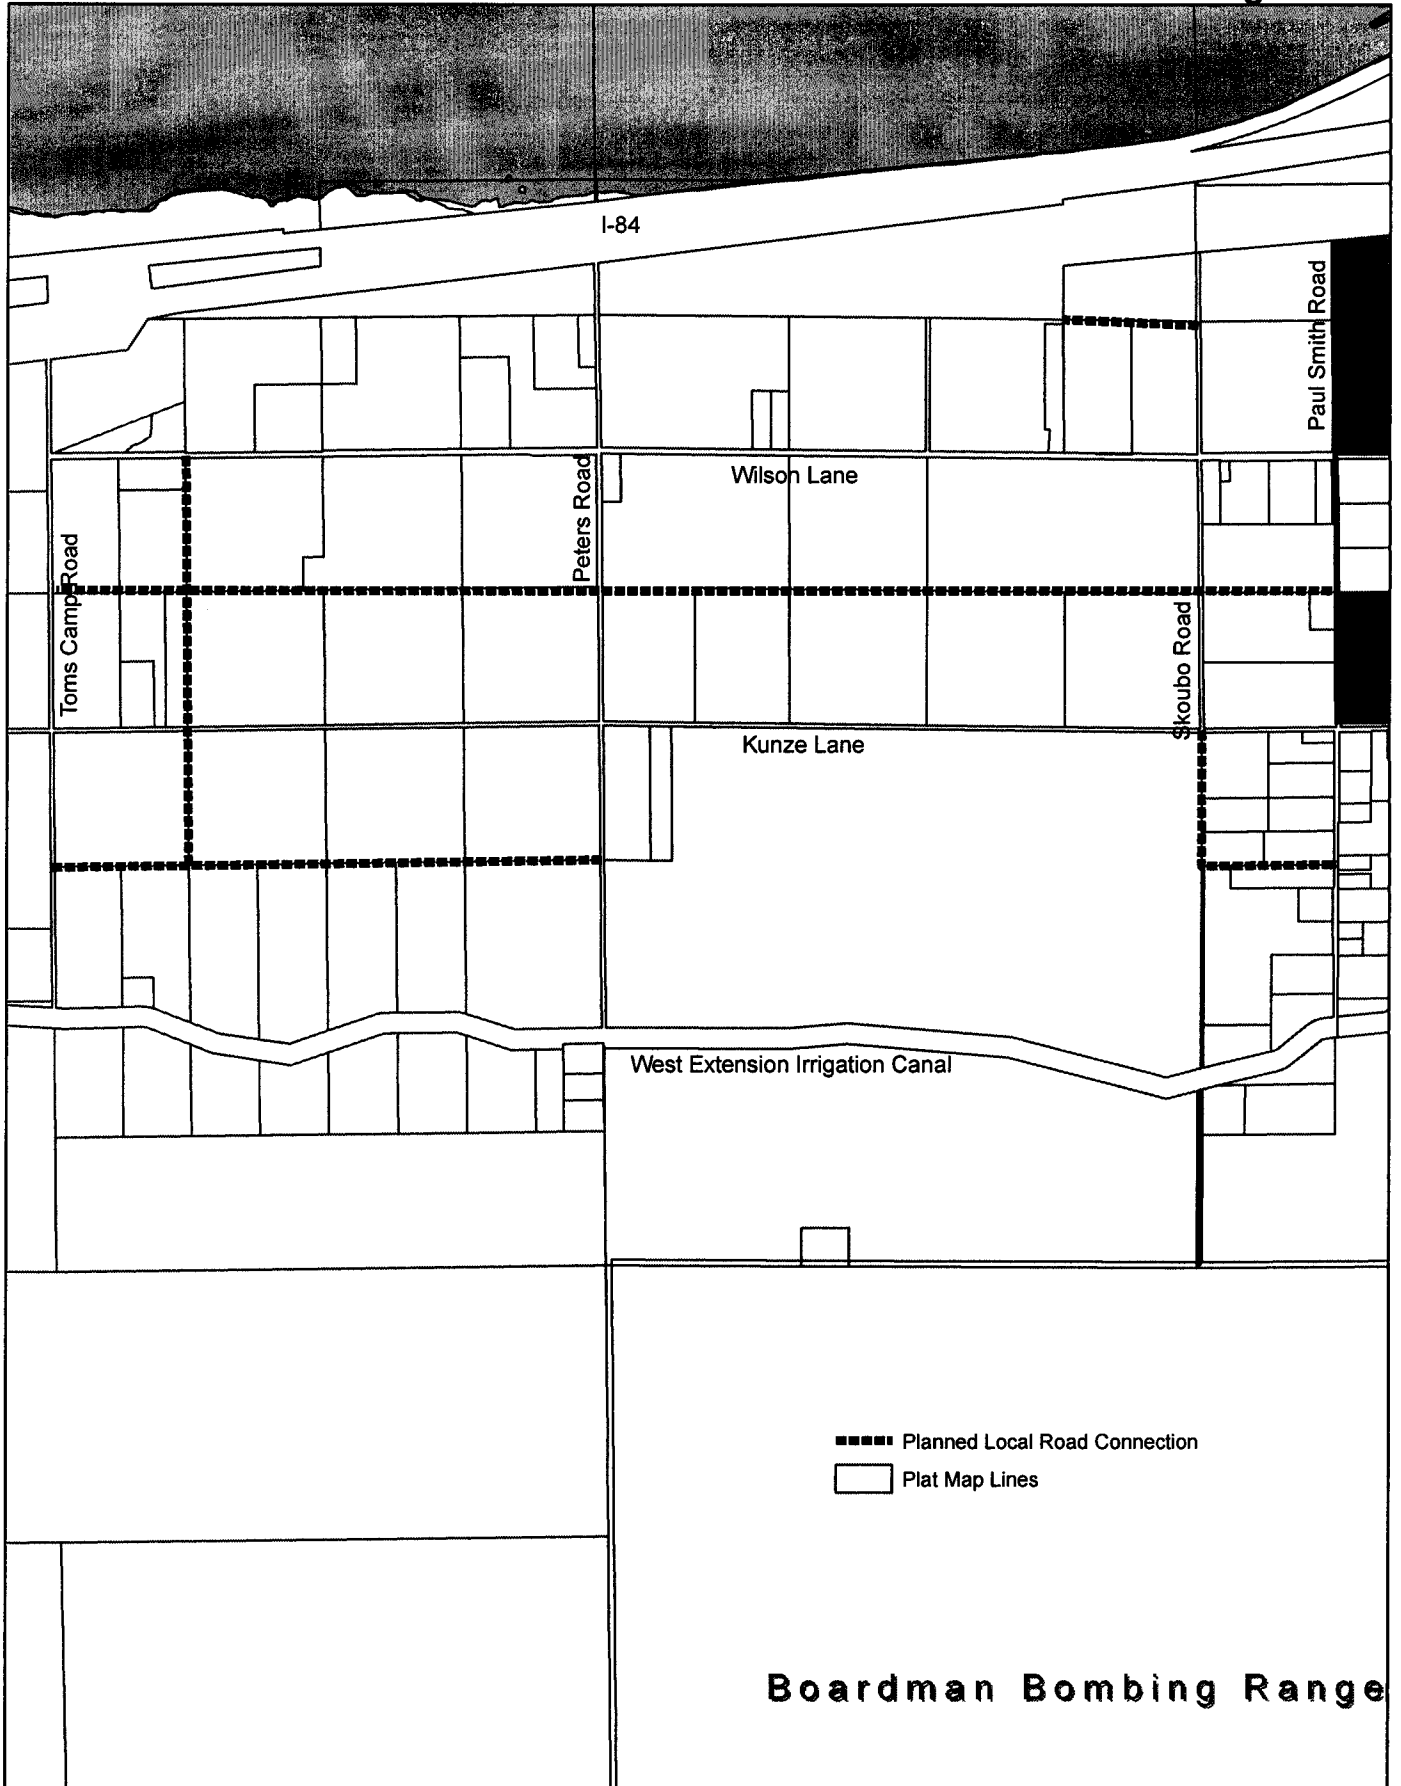 I-84
Paul Smith Road
Wilson Lane
Peters Road
Toms Camp Road
Skoubo Road
Kunze Lane
West Extension Irrigation Canal
Planned Local Road Connection
Plat Map Lines
Boardman Bombing Range